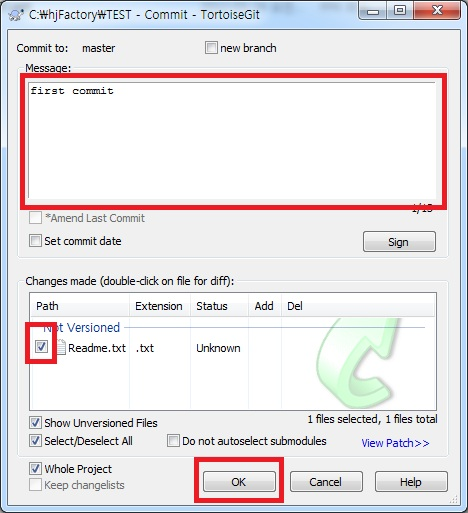 C:₩hjFactory₩TEST - Commit - TortoiseGit
Commit to: master new branch
Message:
first commit
1/13
*Amend Last Commit
Set commit date
Sign
Changes made (double-click on file for diff):
Path Extension Status Add Del
Not Versioned
Readme.txt .txt Unknown
Show Unversioned Files
1 files selected, 1 files total
Select/Deselect All
Do not autoselect submodules
View Patch>>
Whole Project
Keep changelists
OK
Cancel
Help